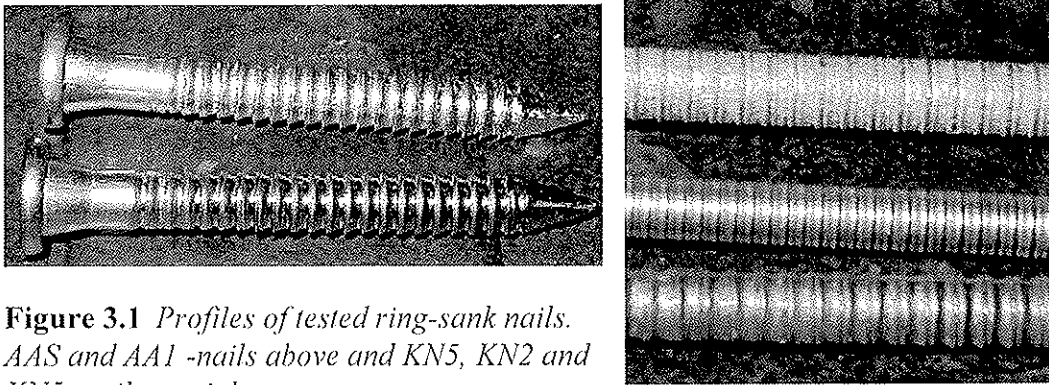 Figure 3.1 Profiles of tested ring-sank nails.
AAS and AA1 -nails above and KN5, KN2 and